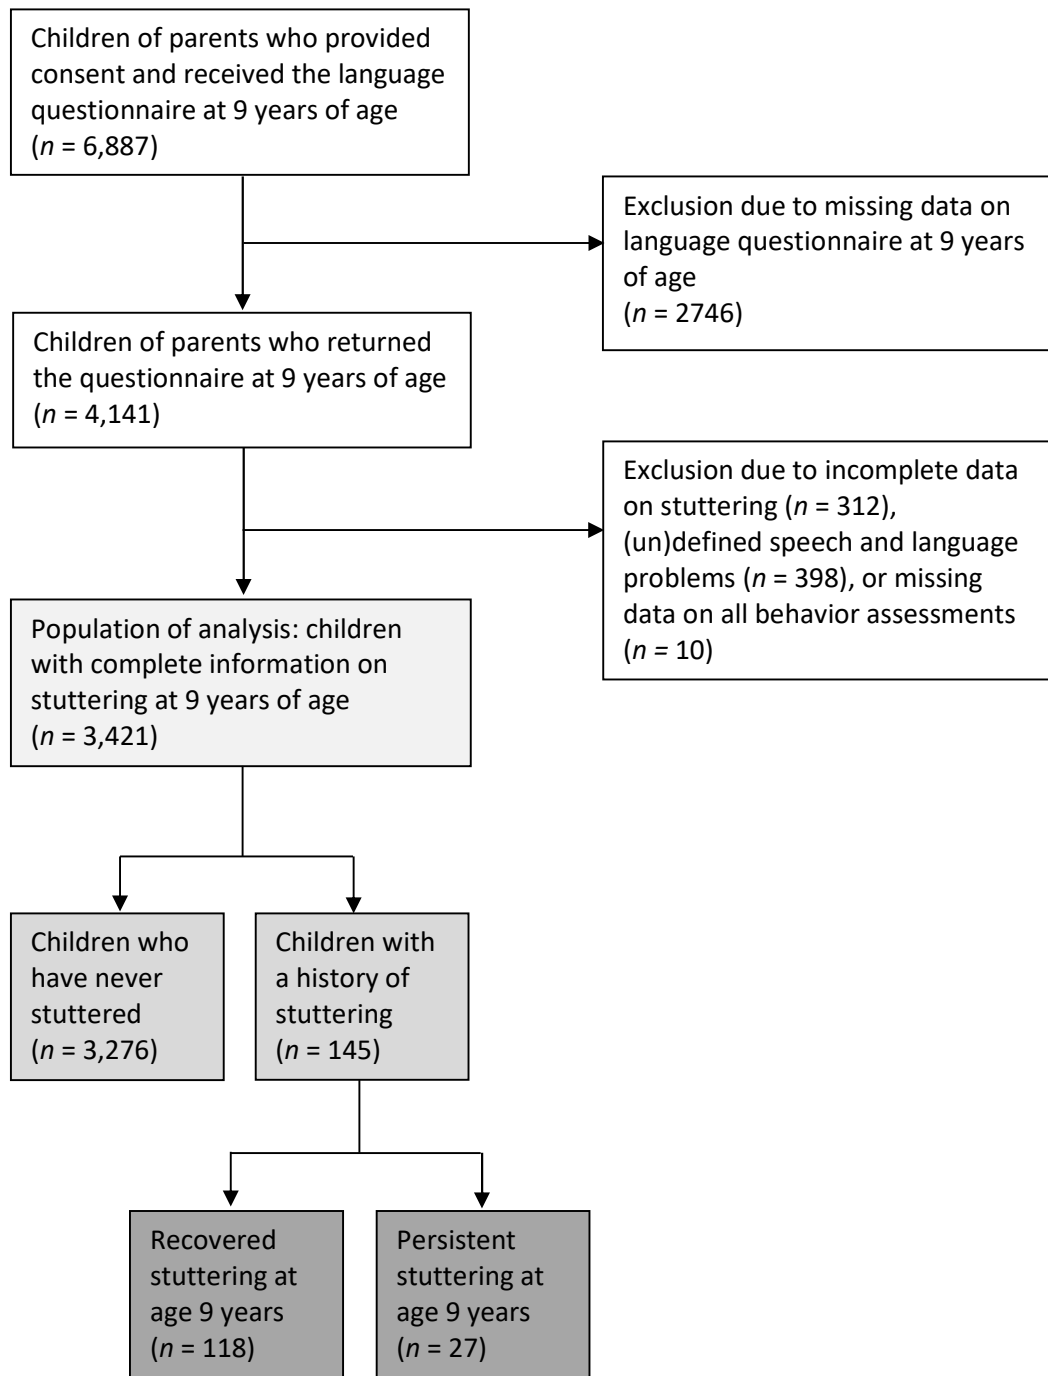 Children of parents who provided
consent and received the language
questionnaire at 9 years of age
(n = 6,887)
Exclusion due to missing data on
language questionnaire at 9 years
of age
(n = 2746)
Children of parents who returned
the questionnaire at 9 years of age
(n = 4,141)
Exclusion due to incomplete data
on stuttering (n = 312),
(un)defined speech and language
problems (n = 398), or missing
data on all behavior assessments
(n = 10)
Population of analysis: children
with complete information on
stuttering at 9 years of age
(n = 3,421)
Children who
have never
stuttered
(n = 3,276)
Children with
a history of
stuttering
(n = 145)
Recovered
stuttering at
age 9 years
(n = 118)
Persistent
stuttering at
age 9 years
(n = 27)